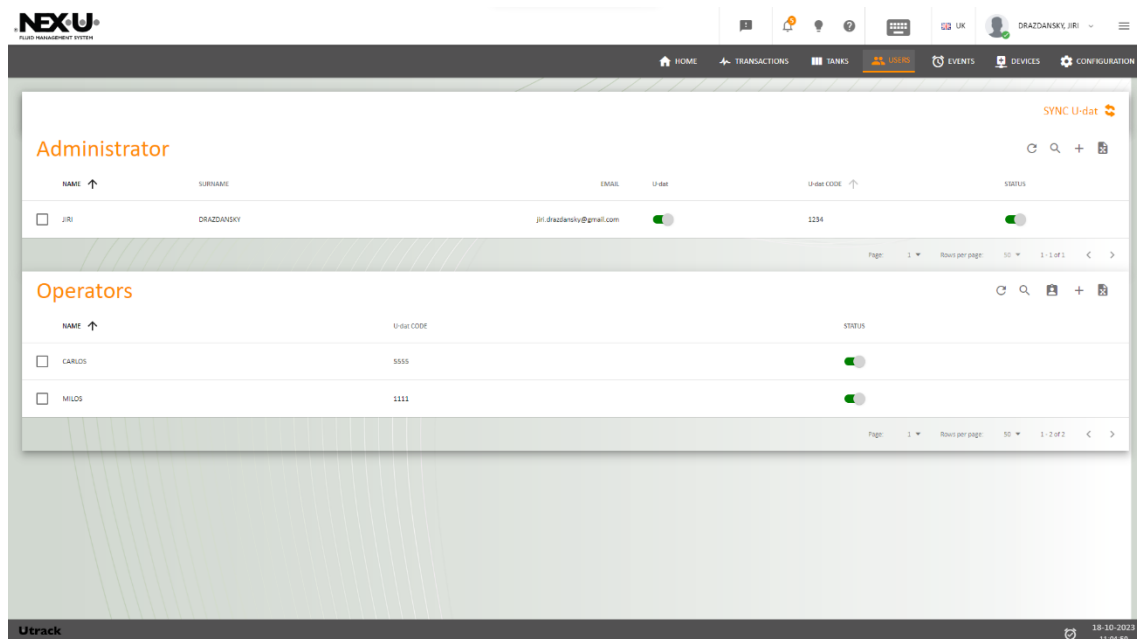 NEX·U·
FLUID MANAGEMENT SYSTEM
UK
DRAZDANSKY, JIRI
HOME TRANSACTIONS TANKS USERS EVENTS DEVICES CONFIGURATION
SYNC U-dat
Administrator
NAME SURNAME EMAIL U-dat U-dat CODE STATUS
JIRI DRAZDANSKY jiri.drazdansky@gmail.com 1234
Page: 1 Rows per page: 50 1-1 of 1
Operators
NAME U-dat CODE STATUS
CARLOS 5555
MILOS 1111
Page: 1 Rows per page: 50 1-2 of 2
Utrack
18-10-2023